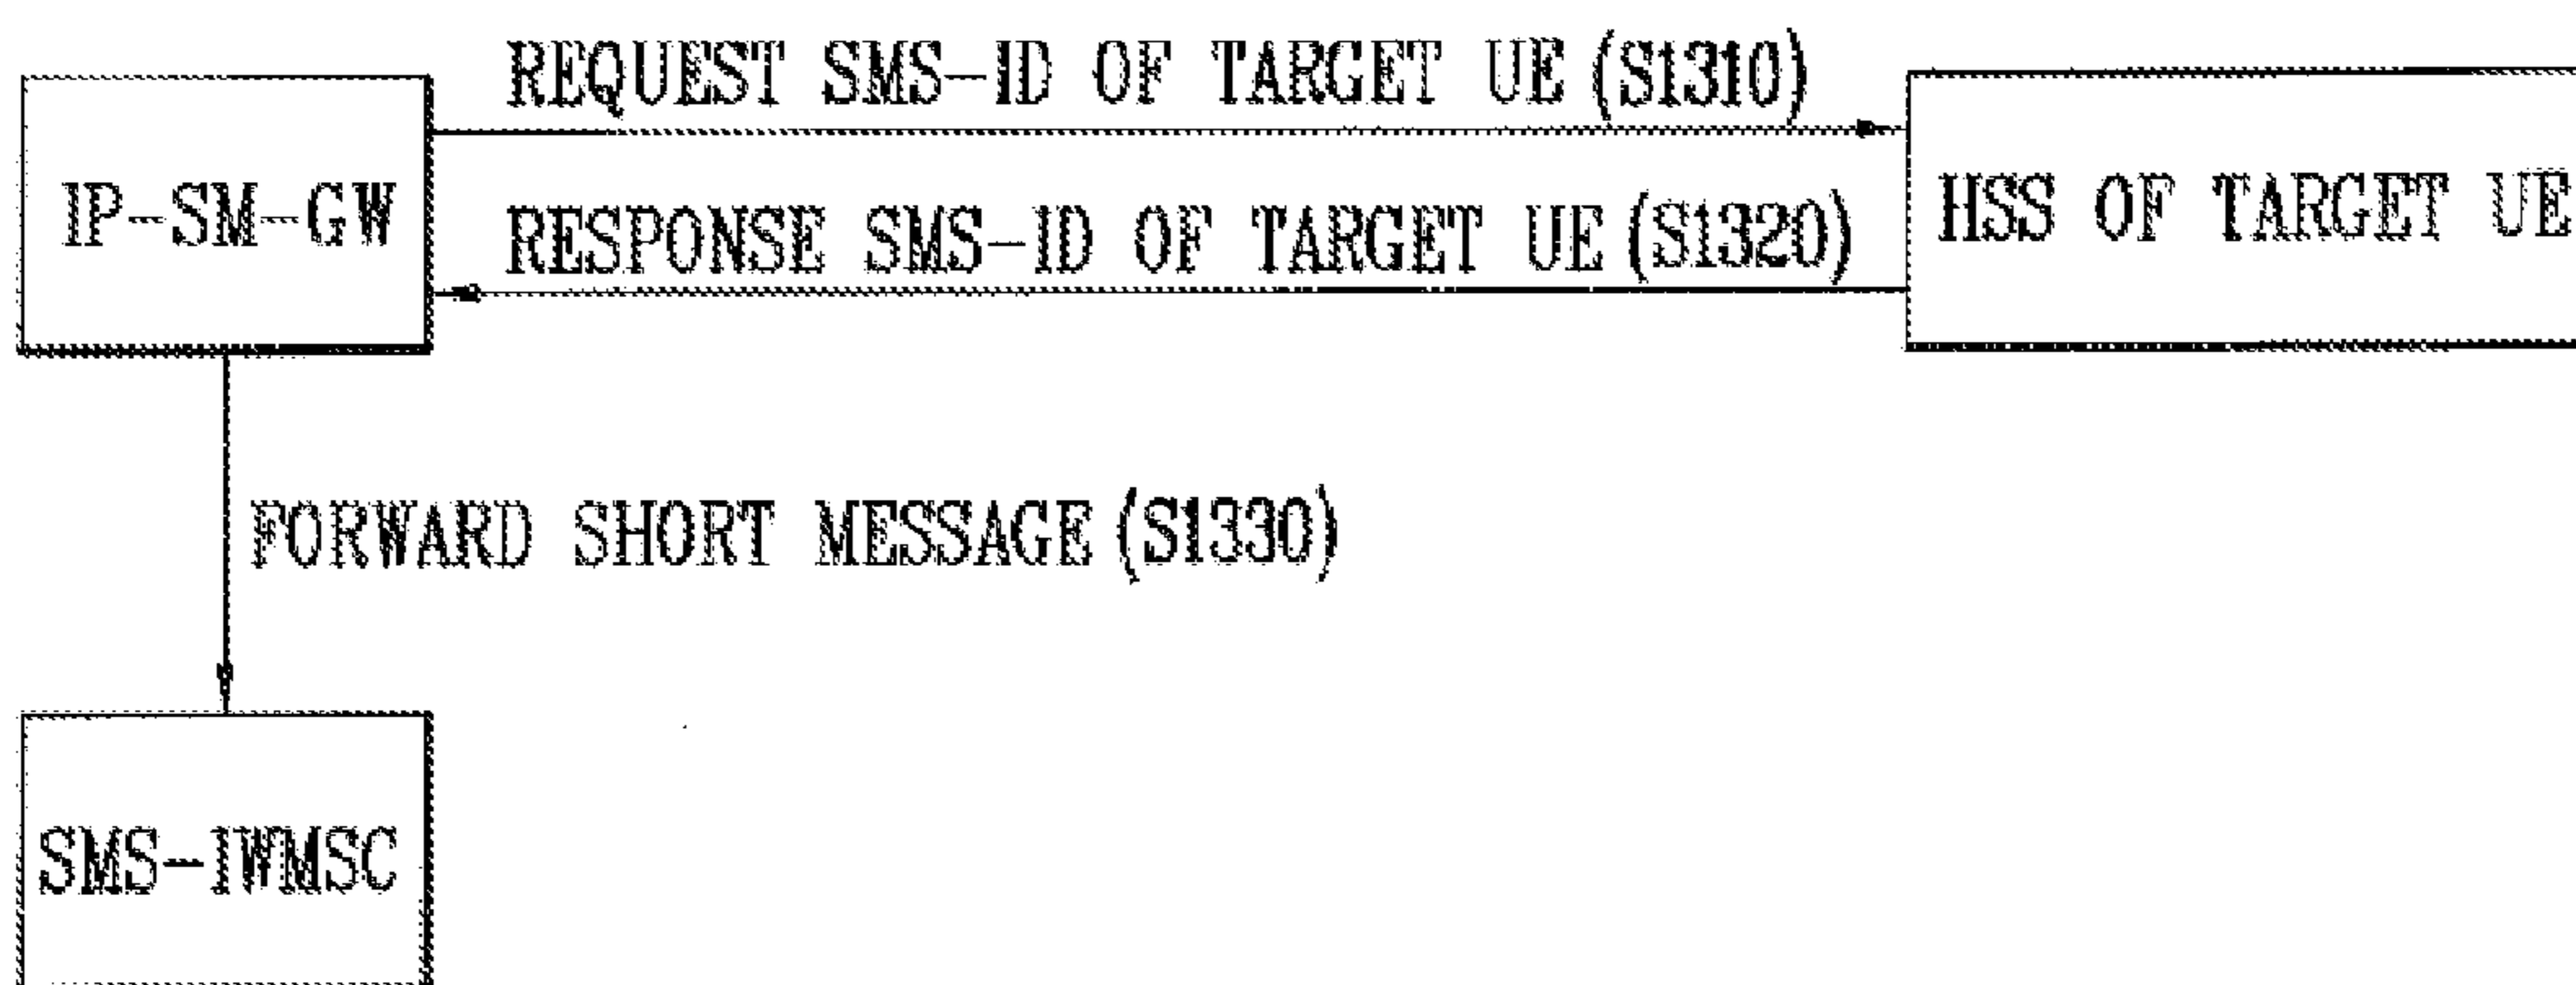 REQUEST SMS-ID OF TARGET UE (S1310)
IP-SM-GW
HSS OF TARGET UE
RESPONSE SMS-ID OF TARGET UE (S1320)
FORWARD SHORT MESSAGE (S1330)
SMS-IWMSC